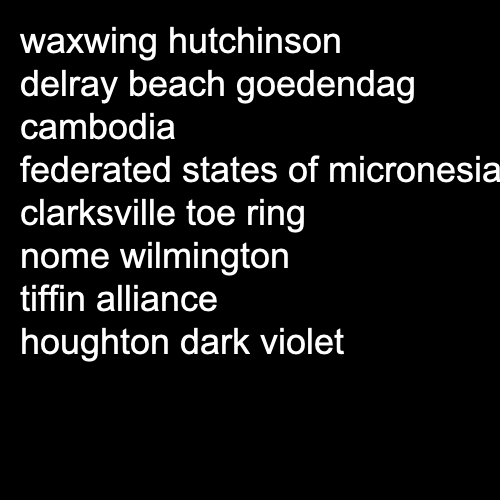 waxwing hutchinson
delray beach goedendag
cambodia
federated states of micronesia
clarksville toe ring
nome wilmington
tiffin alliance
houghton dark violet